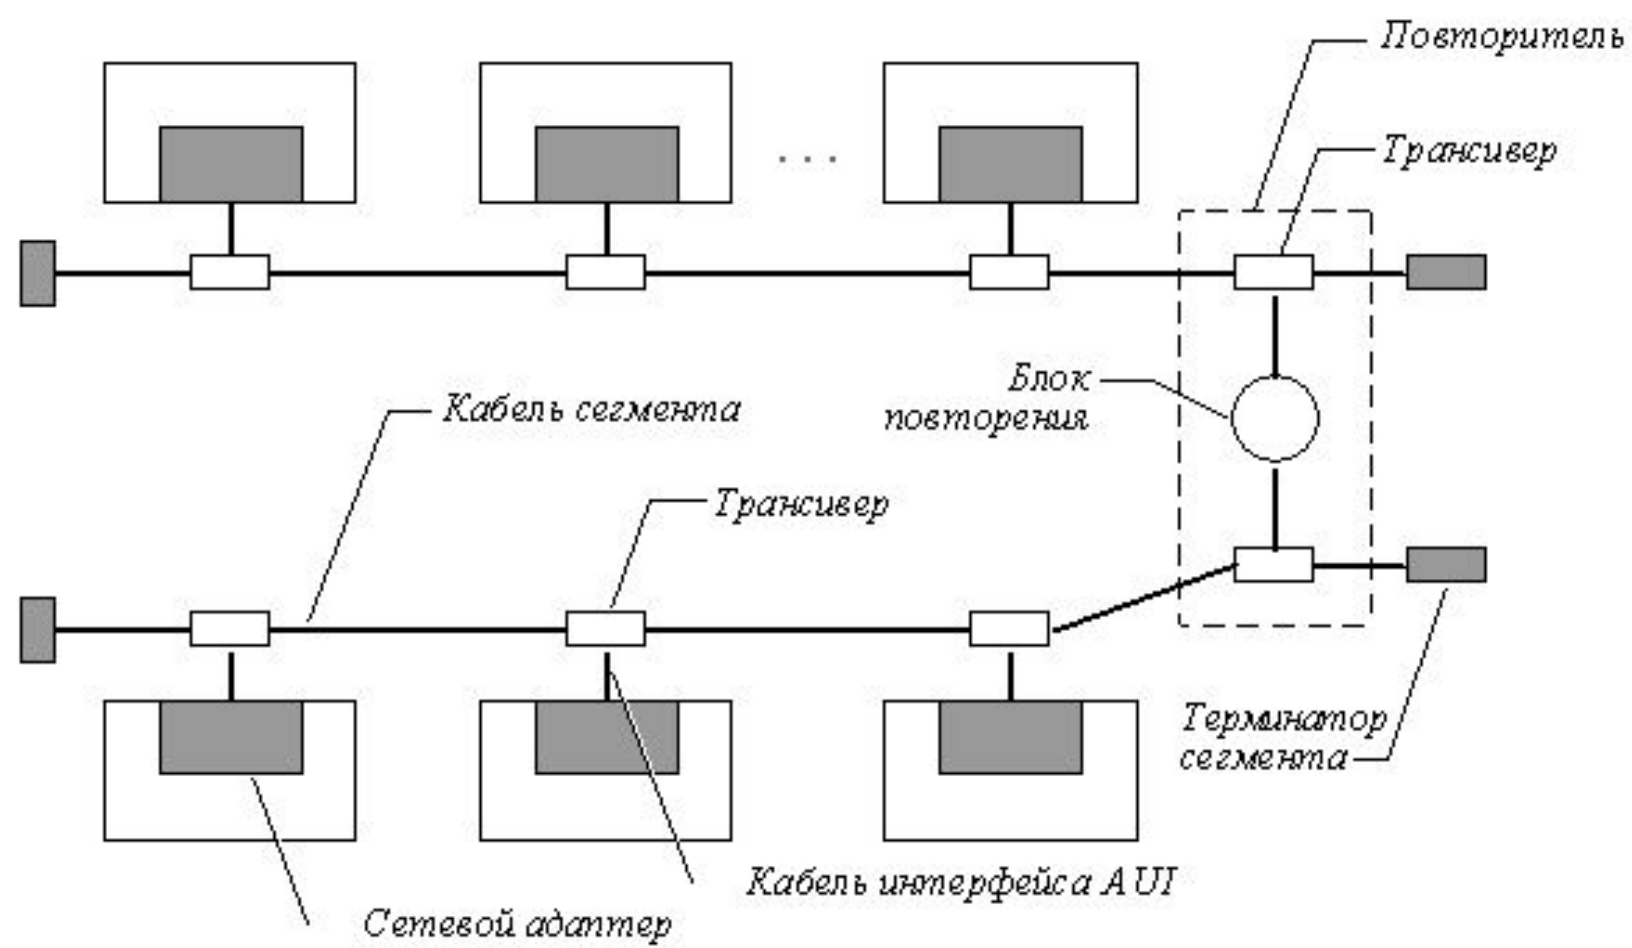 Повторитель
Трансивер
Блок
повторения
Кабель сегмента
Трансивер
Терминатор
сегмента
Кабель интерфейса AUI
Сетевой адаптер